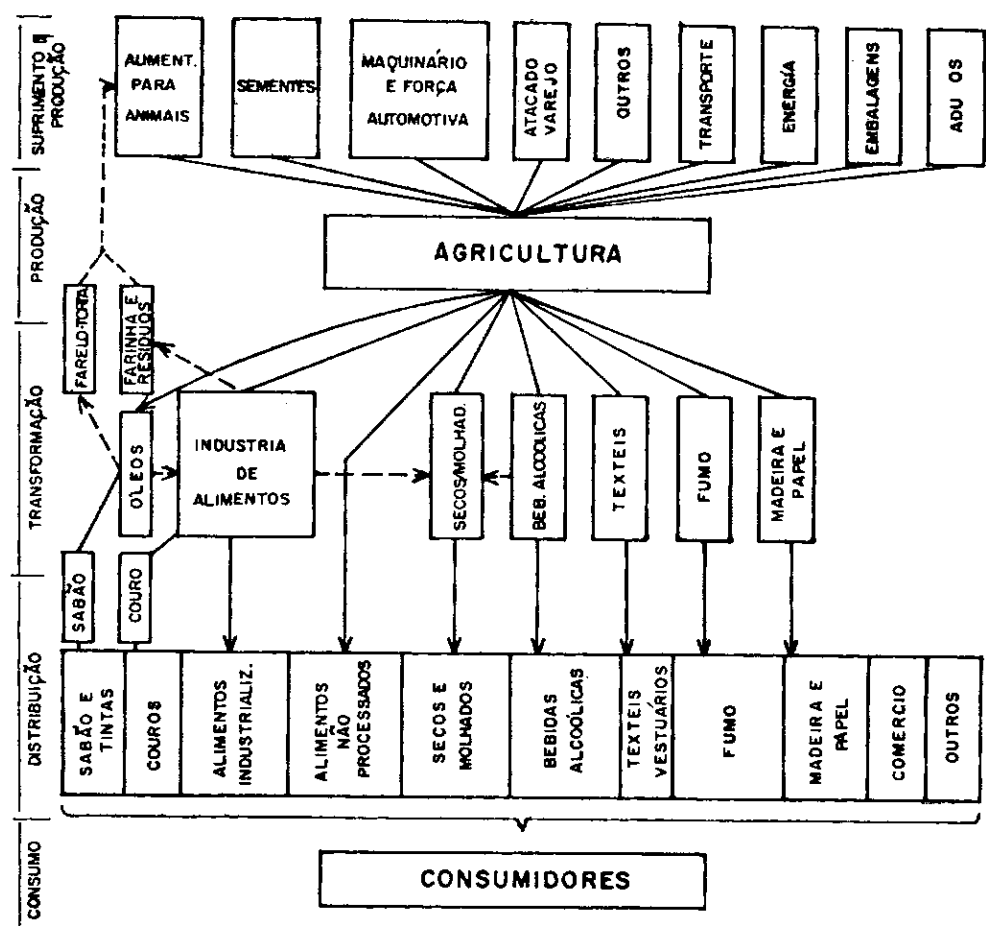 SUPRIMENTO
PRODUÇÃO
ALIMENT.
PARA
ANIMAIS
SEMENTES
MAQUINÁRIO
E FORÇA
AUTOMOTIVA
ATACADO
VAREJO
OUTROS
TRANSPORTE
ENERGÍA
EMBALAGENS
ADU OS
PRODUÇÃO
AGRICULTURA
TRANSFORMAÇÃO
FARELO-TORTA
FARINHA E
RESÍDUOS
ÓLEOS
INDUSTRIA
DE
ALIMENTOS
SECOS/MOLHAD.
BEB. ALCOÓLICAS
TEXTEIS
FUMO
MADEIRA E
PAPEL
SABÃO
COURO
DISTRIBUIÇÃO
SABÃO E
TINTAS
COUROS
ALIMENTOS
INDUSTRIALIZ.
ALIMENTOS
NÃO
PROCESSADOS
SECOS E
MOLHADOS
BEBIDAS
ALCOÓLICAS
TEXTEIS
VESTUÁRIOS
FUMO
MADEIRA E
PAPEL
COMERCIO
OUTROS
CONSUMO
CONSUMIDORES